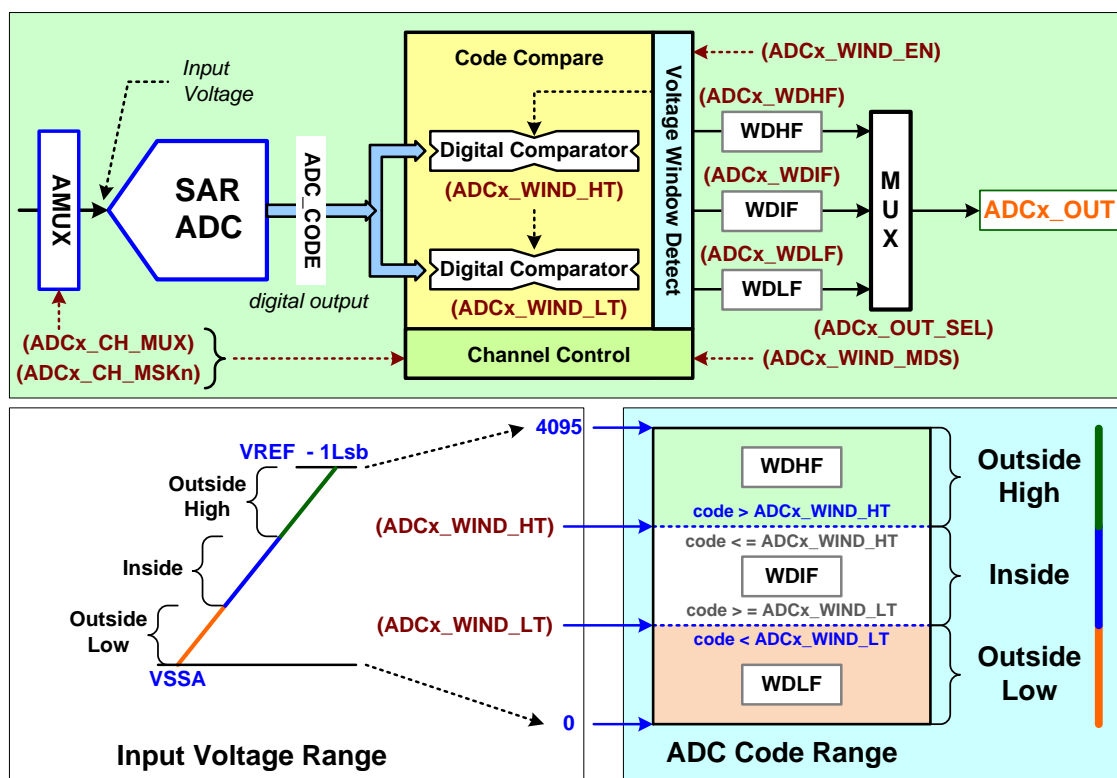 Input
Voltage
AMUX
SAR
ADC
ADC_CODE
digital output
(ADCx_CH_MUX)
(ADCx_CH_MSKn)
Code Compare
Digital Comparator
(ADCx_WIND_HT)
Digital Comparator
(ADCx_WIND_LT)
Channel Control
Voltage Window Detect
(ADCx_WIND_EN)
(ADCx_WDHF)
WDHF
(ADCx_WDIF)
WDIF
(ADCx_WDLF)
WDLF
(ADCx_OUT_SEL)
(ADCx_WIND_MDS)
MUX
ADCx_OUT
VREF - 1Lsb
Outside
High
Inside
Outside
Low
VSSA
Input Voltage Range
4095
(ADCx_WIND_HT)
(ADCx_WIND_LT)
0
WDHF
code > ADCx_WIND_HT
code <= ADCx_WIND_HT
WDIF
code >= ADCx_WIND_LT
code < ADCx_WIND_LT
WDLF
Outside
High
Inside
Outside
Low
ADC Code Range